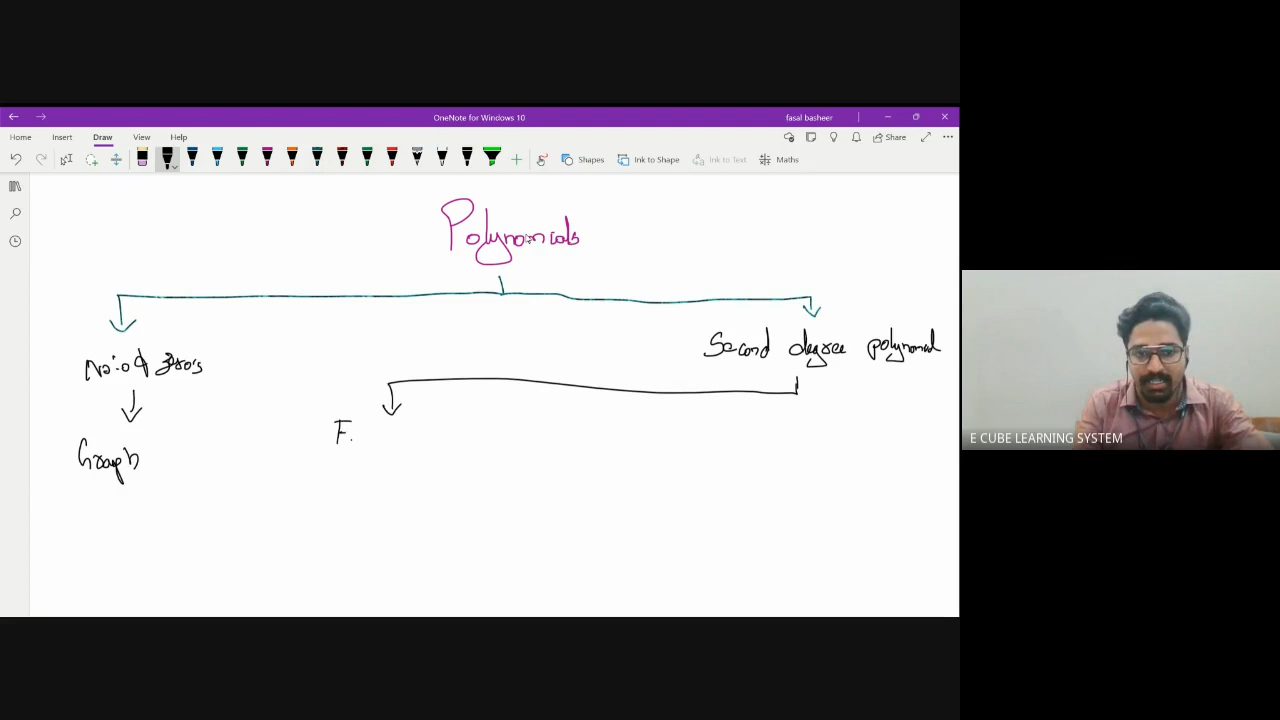 OneNote for Windows 10
fasal basheer
Home Insert Draw View Help
Share
Shapes Ink to Shape Ink to Text Maths
Polynomials
Second degree polynomial
No: of zeros
F.
Graph
E CUBE LEARNING SYSTEM